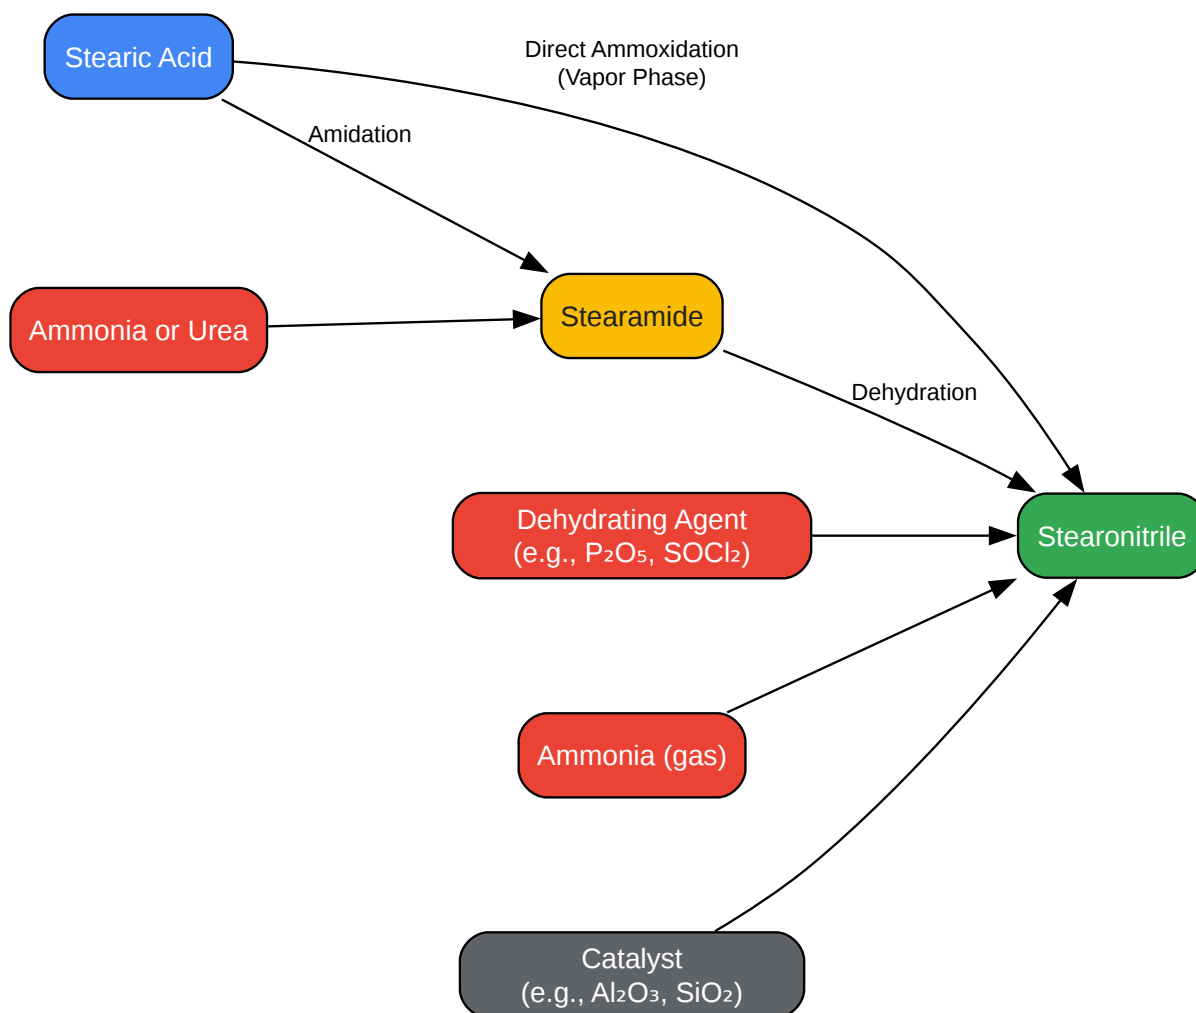 Stearic Acid
Direct Ammoxidation
(Vapor Phase)
Amidation
Ammonia or Urea
Stearamide
Dehydration
Dehydrating Agent
(e.g., P₂O₅, SOCl₂)
Stearonitrile
Ammonia (gas)
Catalyst
(e.g., Al₂O₃, SiO₂)